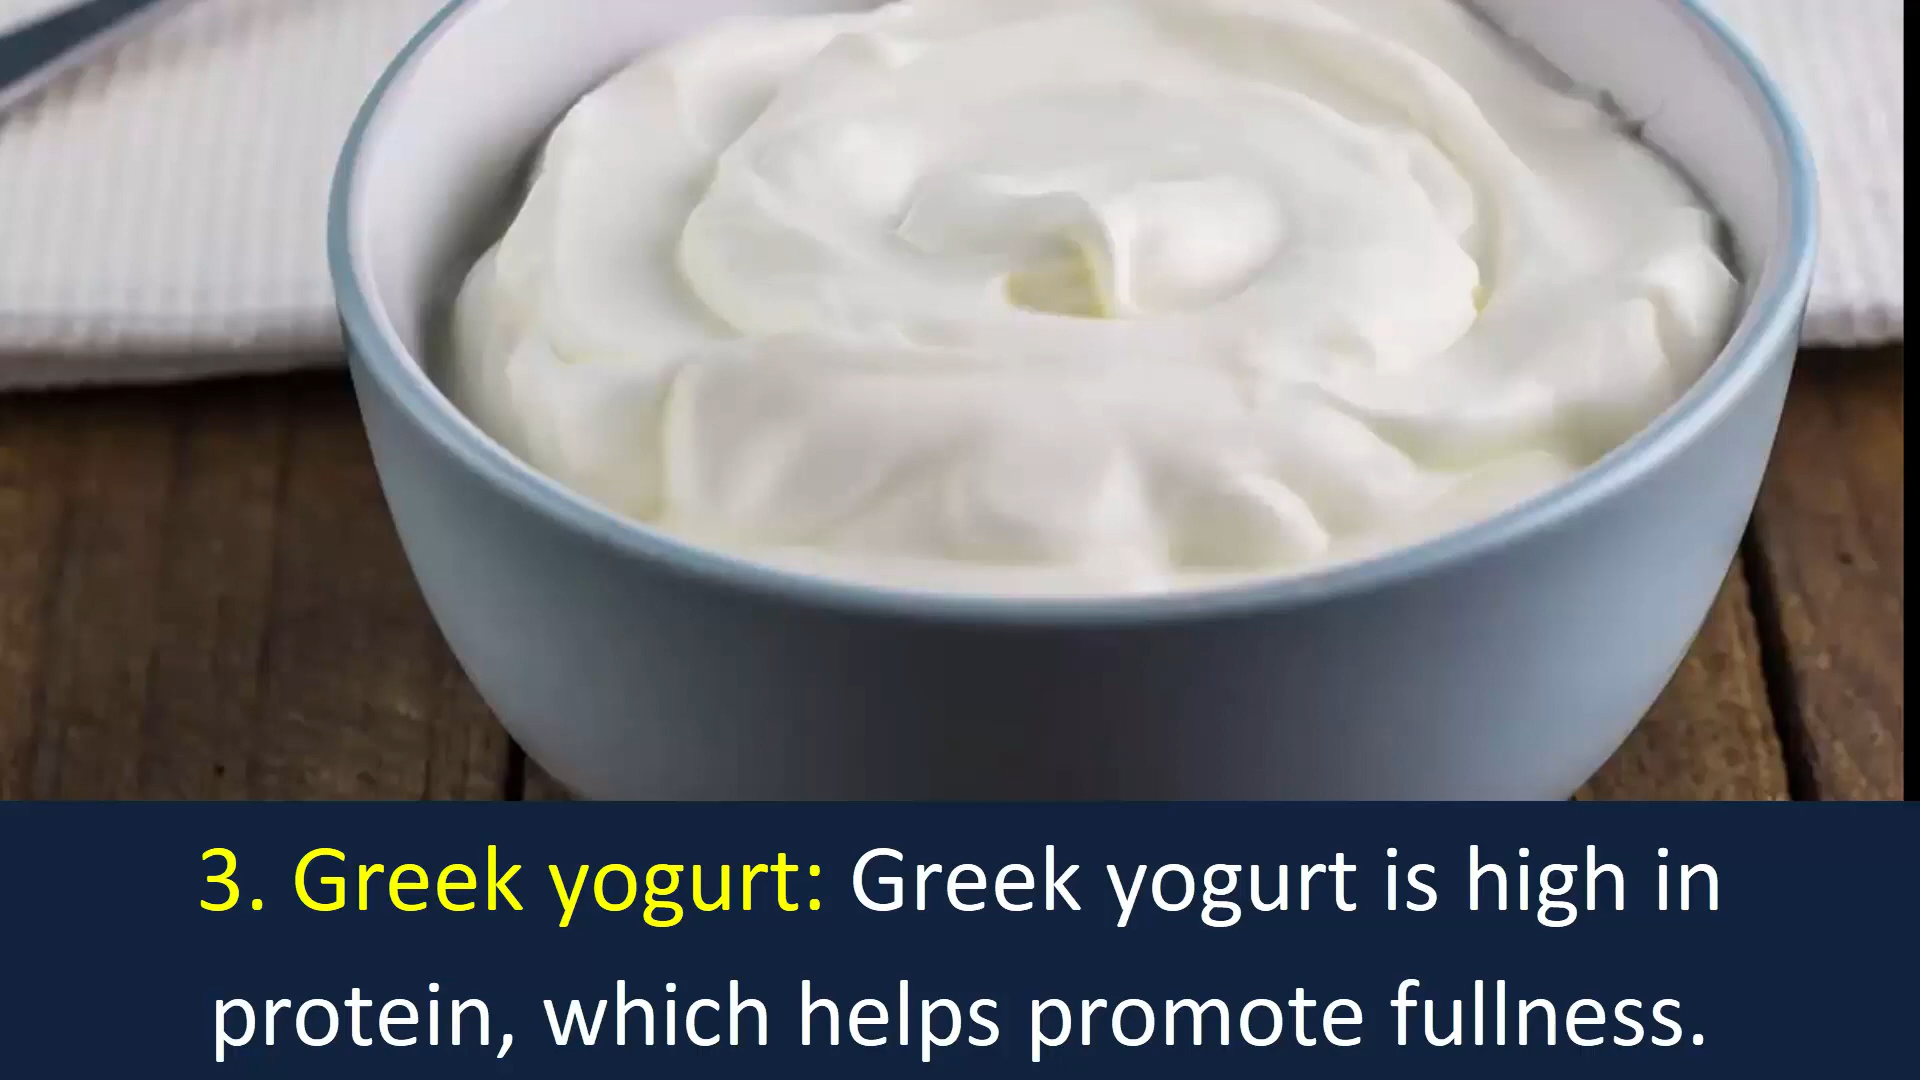 3. Greek yogurt: Greek yogurt is high in
protein, which helps promote fullness.